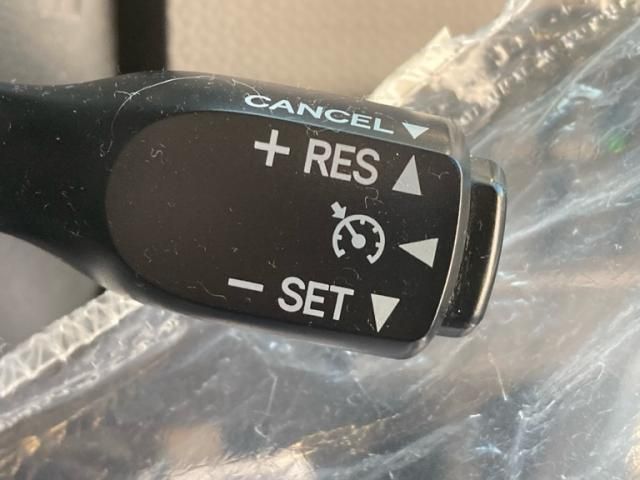 CANCEL ▼
+ RES ▲
◀
− SET ▼